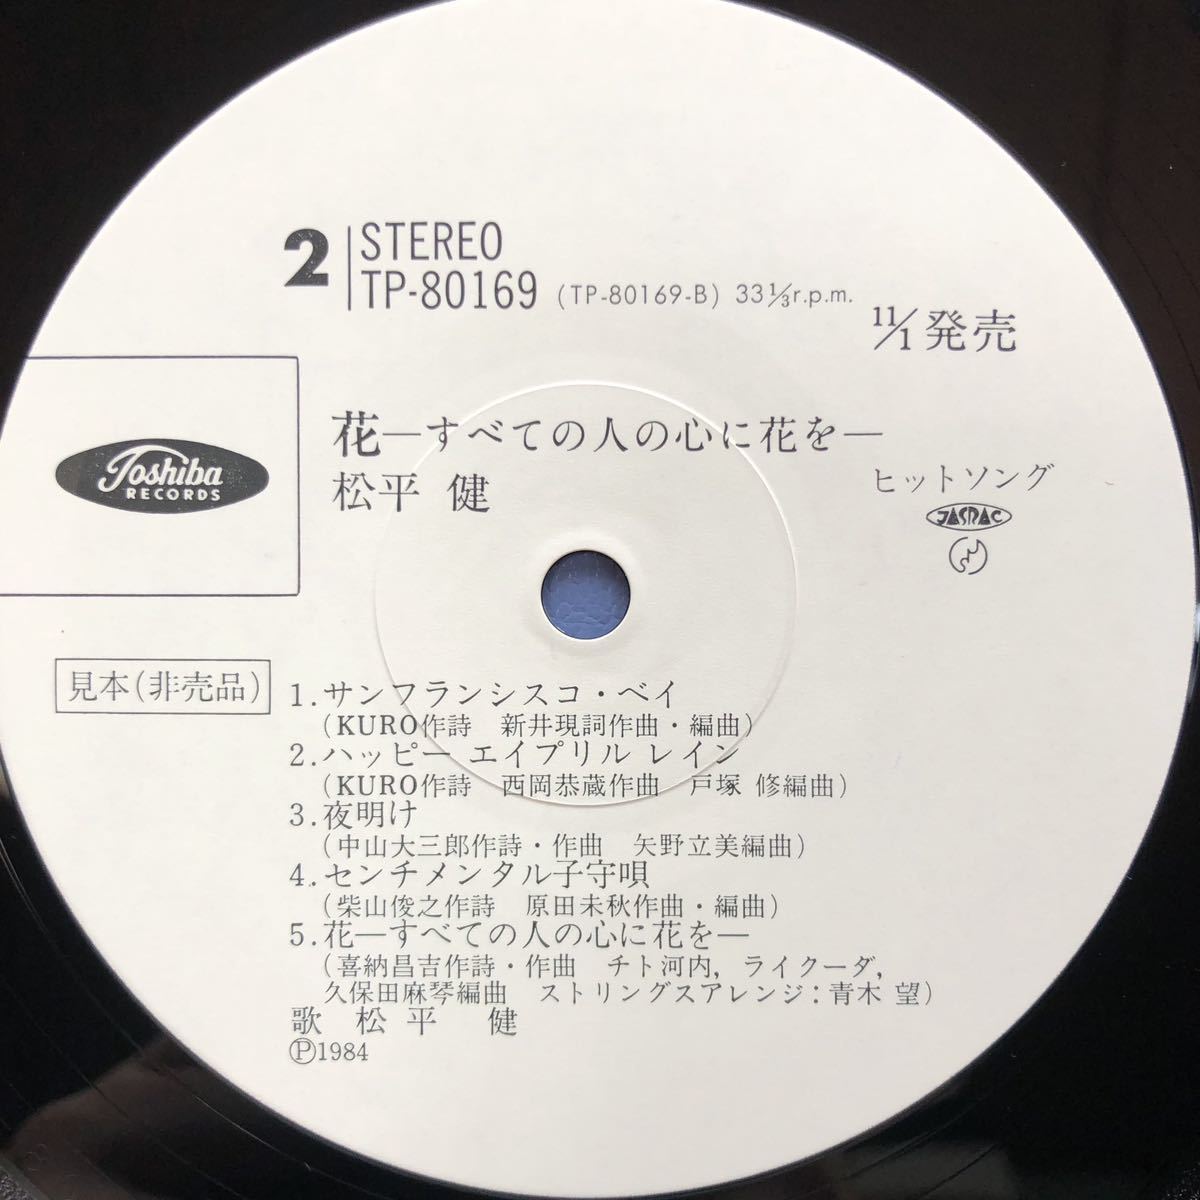 2
STEREO
TP-80169 (TP-80169-B) 33⅓r.p.m.
11/1発売
花—すべての人の心に花を—
松平 健
ヒットソング
JASRAC
Toshiba
RECORDS
見本(非売品)
1.サンフランシスコ・ベイ
(KURO作詩 新井現詞作曲・編曲)
2.ハッピー エイプリル レイン
(KURO作詩 西岡恭蔵作曲 戸塚 修編曲)
3.夜明け
(中山大三郎作詩・作曲 矢野立美編曲)
4.センチメンタル子守唄
(柴山俊之作詩 原田末秋作曲・編曲)
5.花—すべての人の心に花を—
(喜納昌吉作詩・作曲 チト河内, ライクーダ,
久保田麻琴編曲 ストリングスアレンジ:青木 望)
歌 松平 健
Ⓟ1984